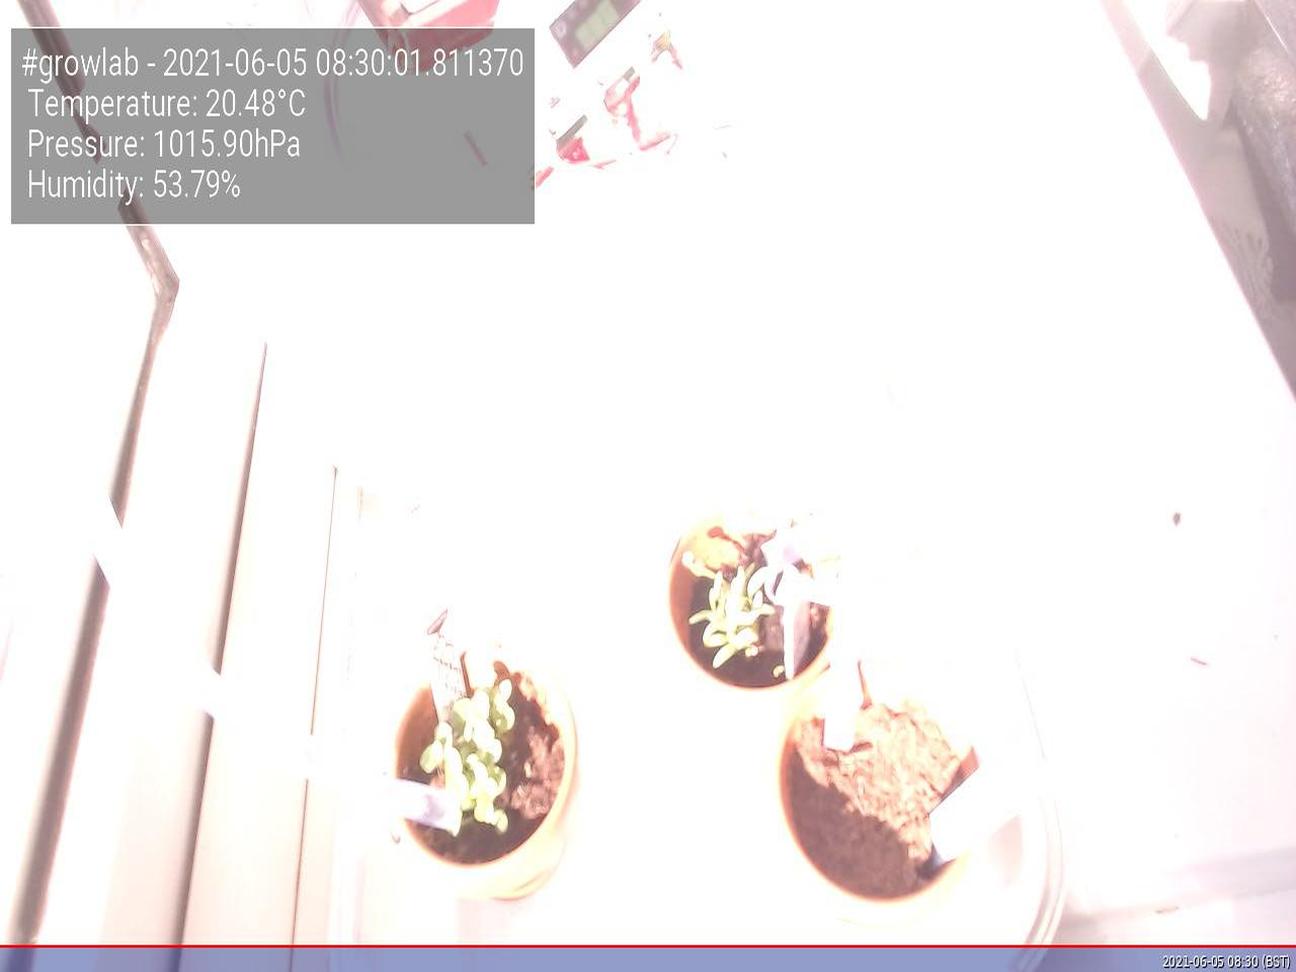 #growlab - 2021-06-05 08:30:01.811370
Temperature: 20.48°C
Pressure: 1015.90hPa
Humidity: 53.79%
2021-06-05 08:30 (BST)